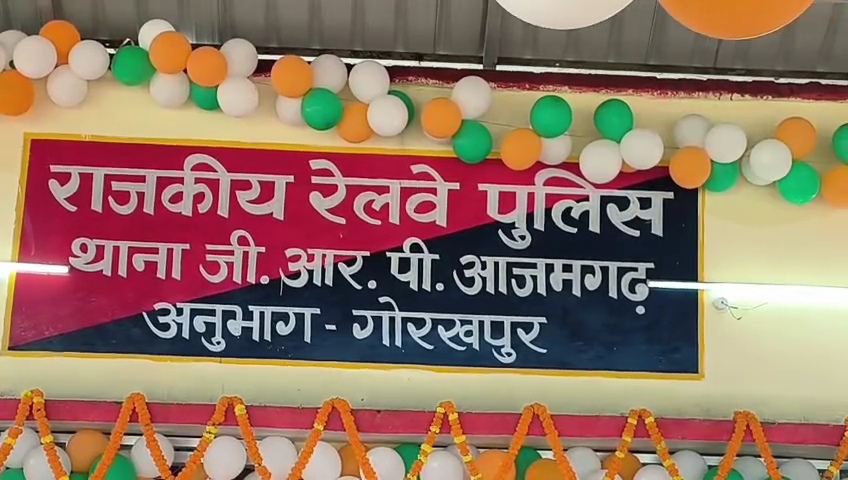 राजकीय रेलवे पुलिस
थाना जी. आर. पी. आजमगढ़
अनुभाग - गोरखपुर